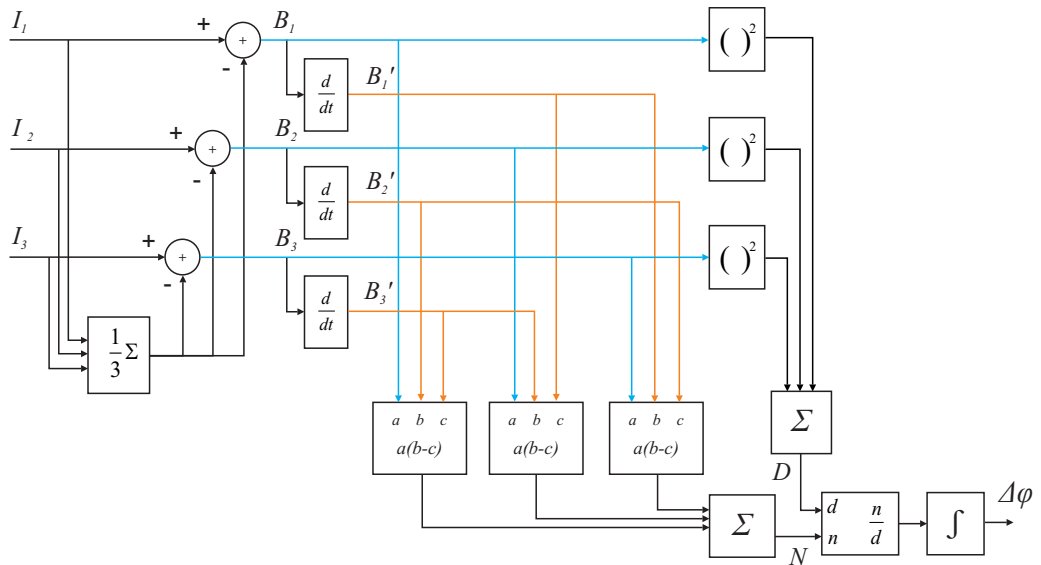 I₁ + + - B₁ ( )²
d/dt B₁′
I₂ + + - B₂ ( )²
d/dt B₂′
I₃ + + - B₃ ( )²
d/dt B₃′
1/3 Σ
a b c a b c a b c Σ
a(b-c) a(b-c) a(b-c)
D
Σ N d n n/d ∫ Δφ